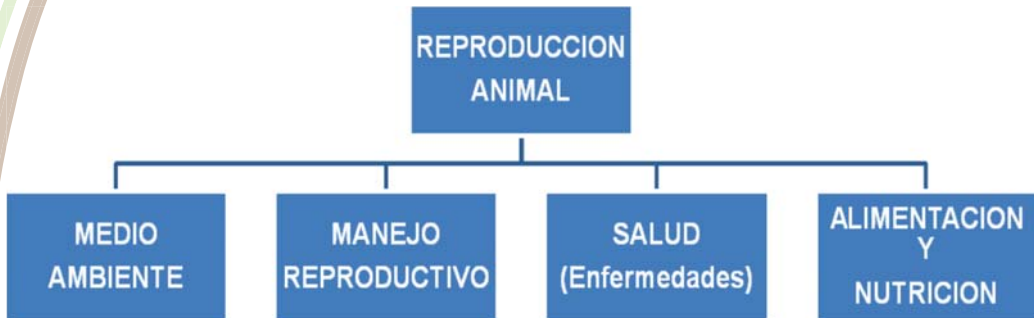 REPRODUCCION
ANIMAL
MEDIO
AMBIENTE
MANEJO
REPRODUCTIVO
SALUD
(Enfermedades)
ALIMENTACION
Y
NUTRICION